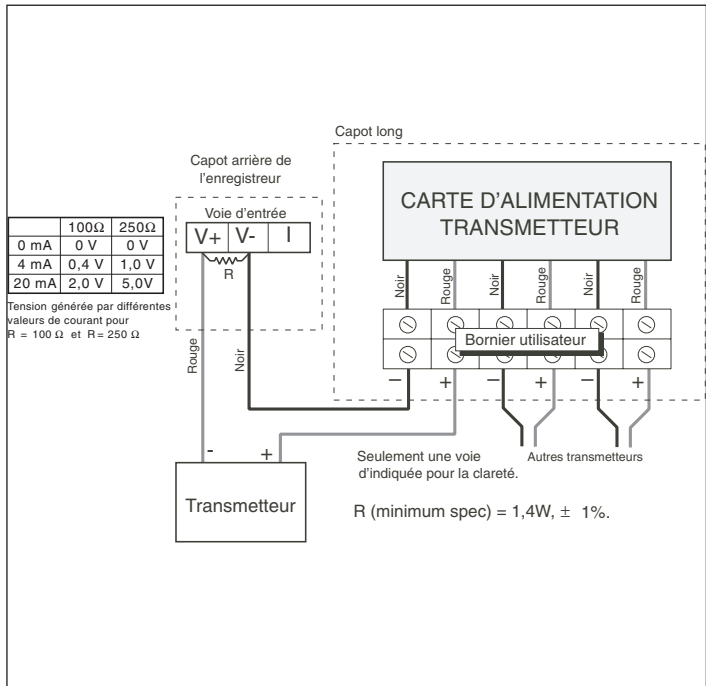 Capot long
Capot arrière de
l'enregistreur
Voie d'entrée
V+ V- I
R
CARTE D'ALIMENTATION
TRANSMETTEUR
Noir Rouge Noir Rouge Noir Rouge
100Ω 250Ω
0 mA 0 V 0 V
4 mA 0,4 V 1,0 V
20 mA 2,0 V 5,0V
Tension générée par différentes
valeurs de courant pour
R = 100 Ω et R= 250 Ω
Rouge Noir
Bornier utilisateur
– + – + – +
- +
Transmetteur
Seulement une voie
d'indiquée pour la clareté.
Autres transmetteurs
R (minimum spec) = 1,4W, ± 1%.